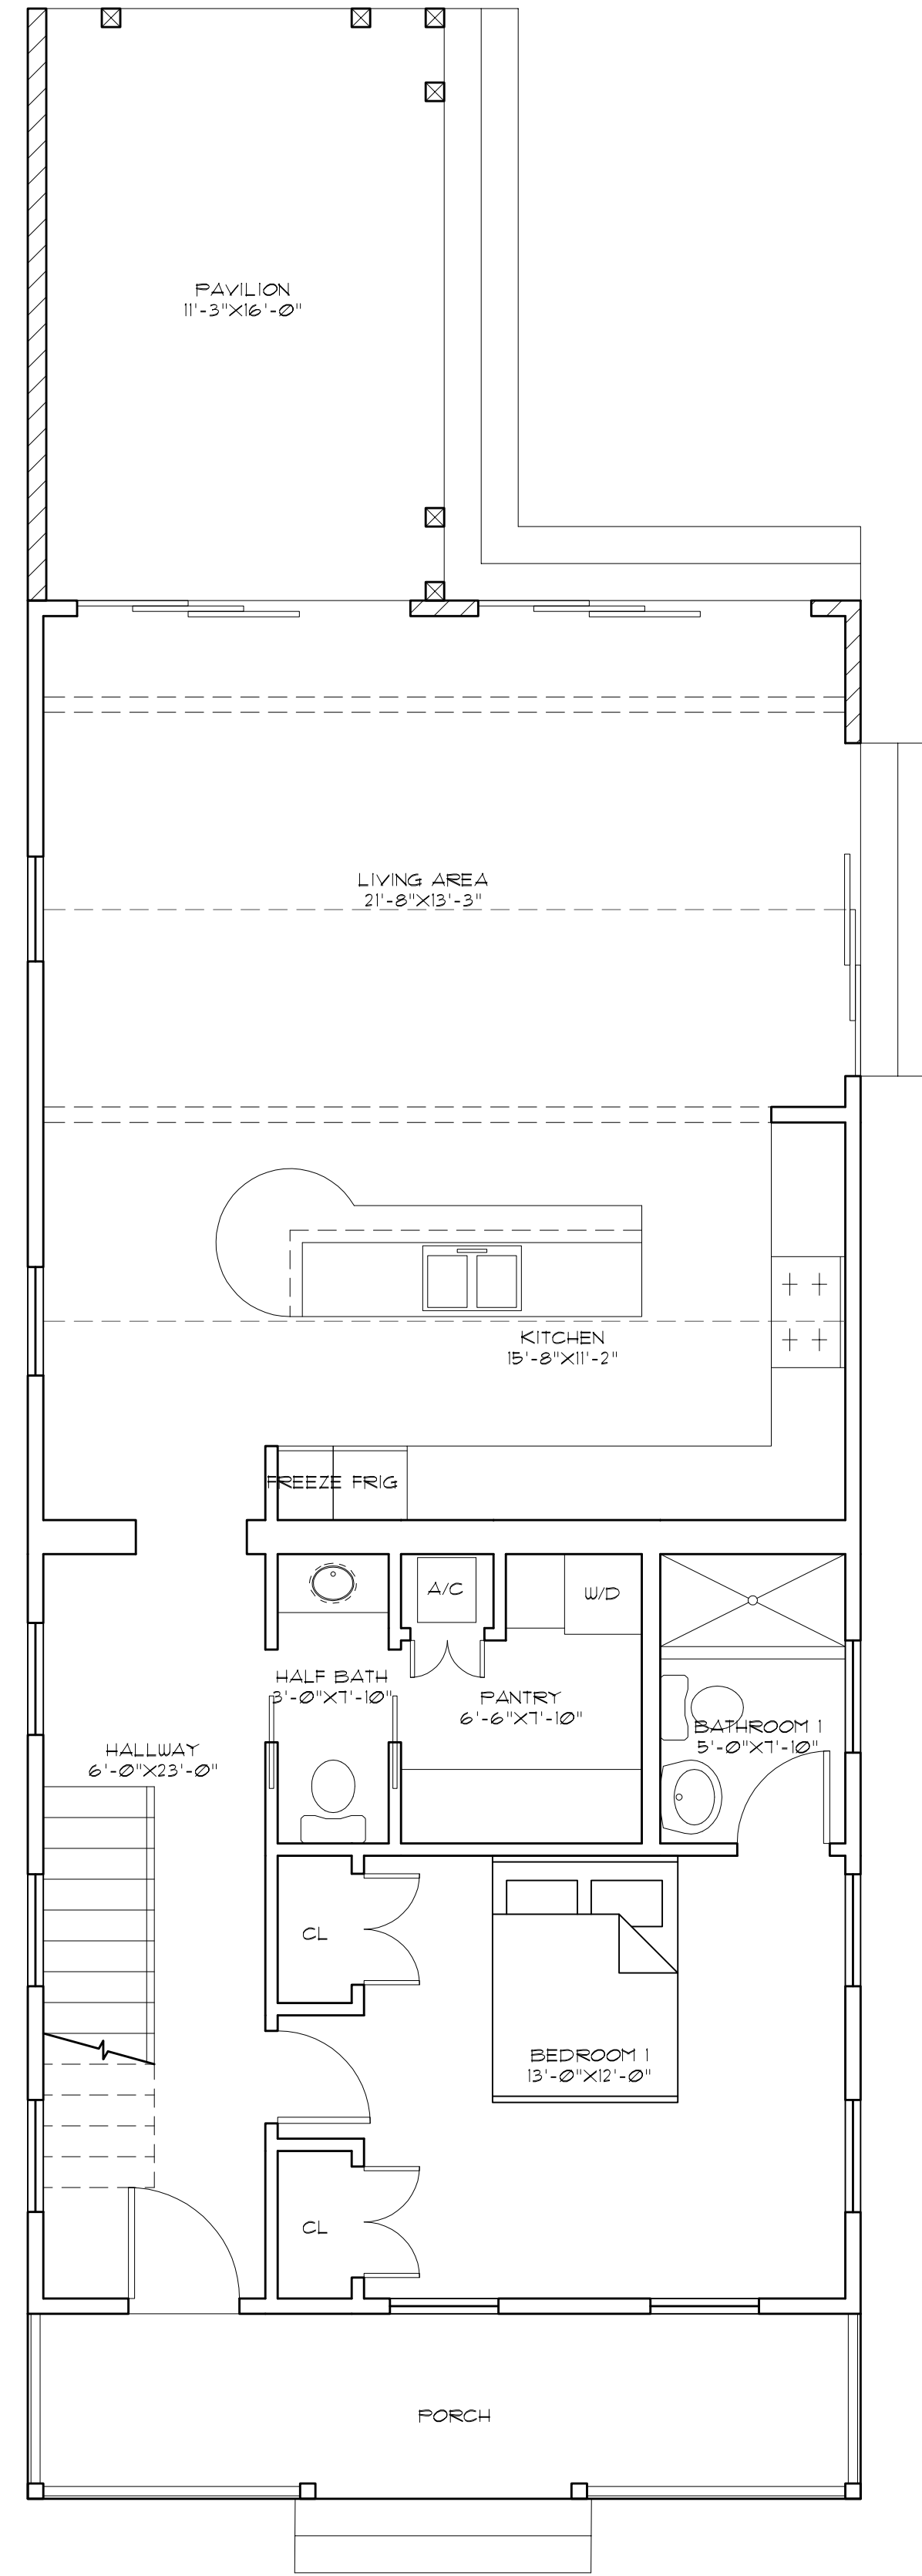 PAVILION
11'-3"X16'-0"
LIVING AREA
21'-8"X13'-3"
KITCHEN
15'-8"X11'-2"
FREEZE FRIG
A/C
W/D
HALF BATH
3'-0"X7'-10"
PANTRY
6'-6"X7'-10"
BATHROOM 1
5'-0"X7'-10"
HALLWAY
6'-0"X23'-0"
CL
BEDROOM 1
13'-0"X12'-0"
CL
PORCH